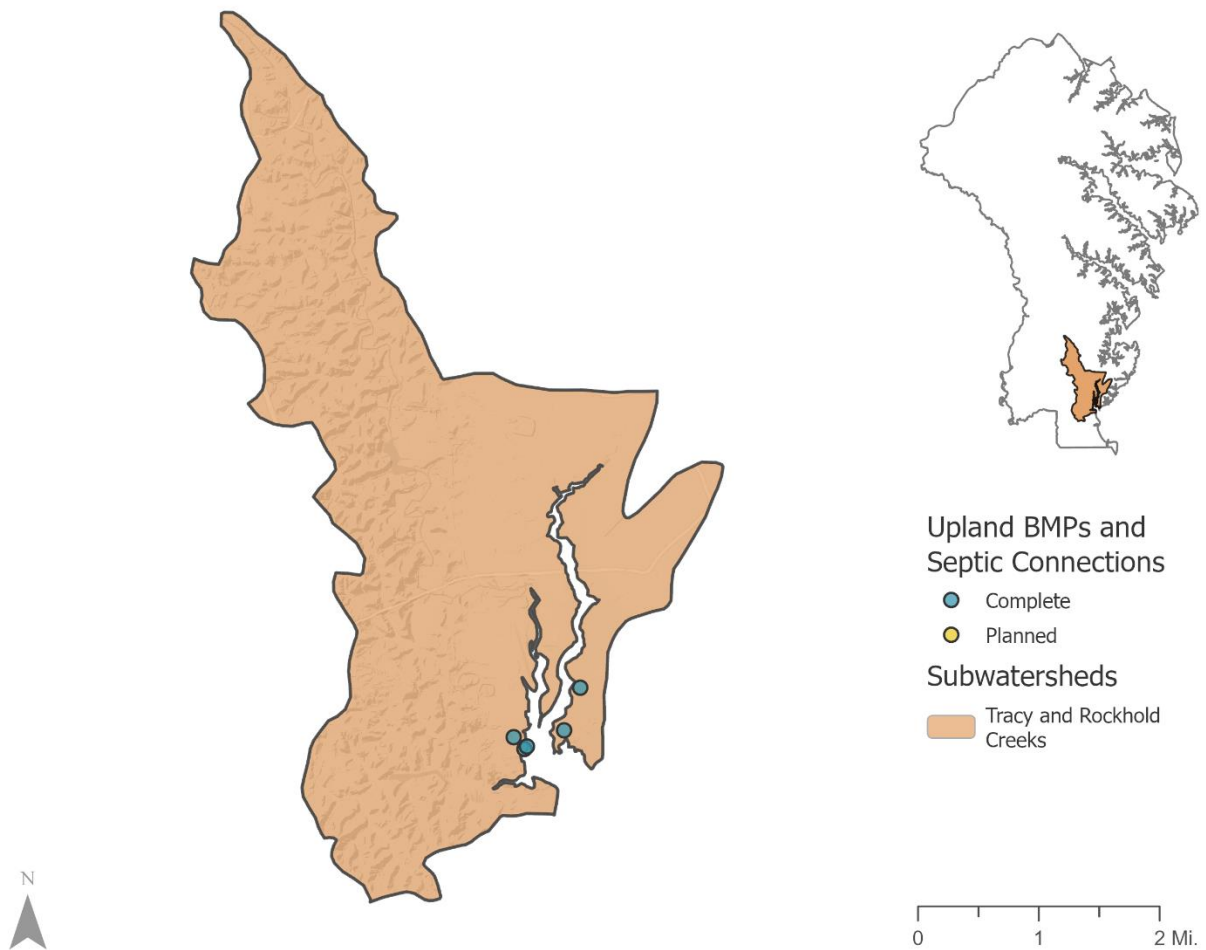 Upland BMPs and
Septic Connections
Complete
Planned
Subwatersheds
Tracy and Rockhold
Creeks
N
0 1 2 Mi.